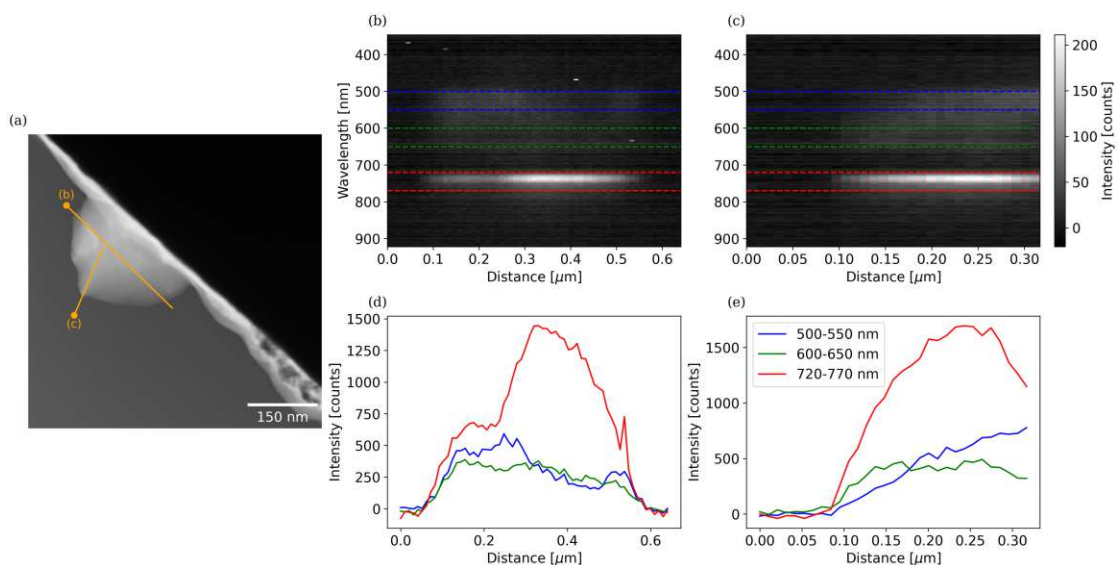 (a)
(b)
(c)
150 nm
(b)
400
500
600
700
800
900
Wavelength [nm]
0.0 0.1 0.2 0.3 0.4 0.5 0.6
Distance [μm]
(c)
400
500
600
700
800
900
0.00 0.05 0.10 0.15 0.20 0.25 0.30
Distance [μm]
200
150
100
50
0
Intensity [counts]
(d)
1500
1250
1000
750
500
250
0
Intensity [counts]
0.0 0.2 0.4 0.6
Distance [μm]
(e)
500-550 nm
600-650 nm
720-770 nm
1500
1000
500
0
Intensity [counts]
0.00 0.05 0.10 0.15 0.20 0.25 0.30
Distance [μm]